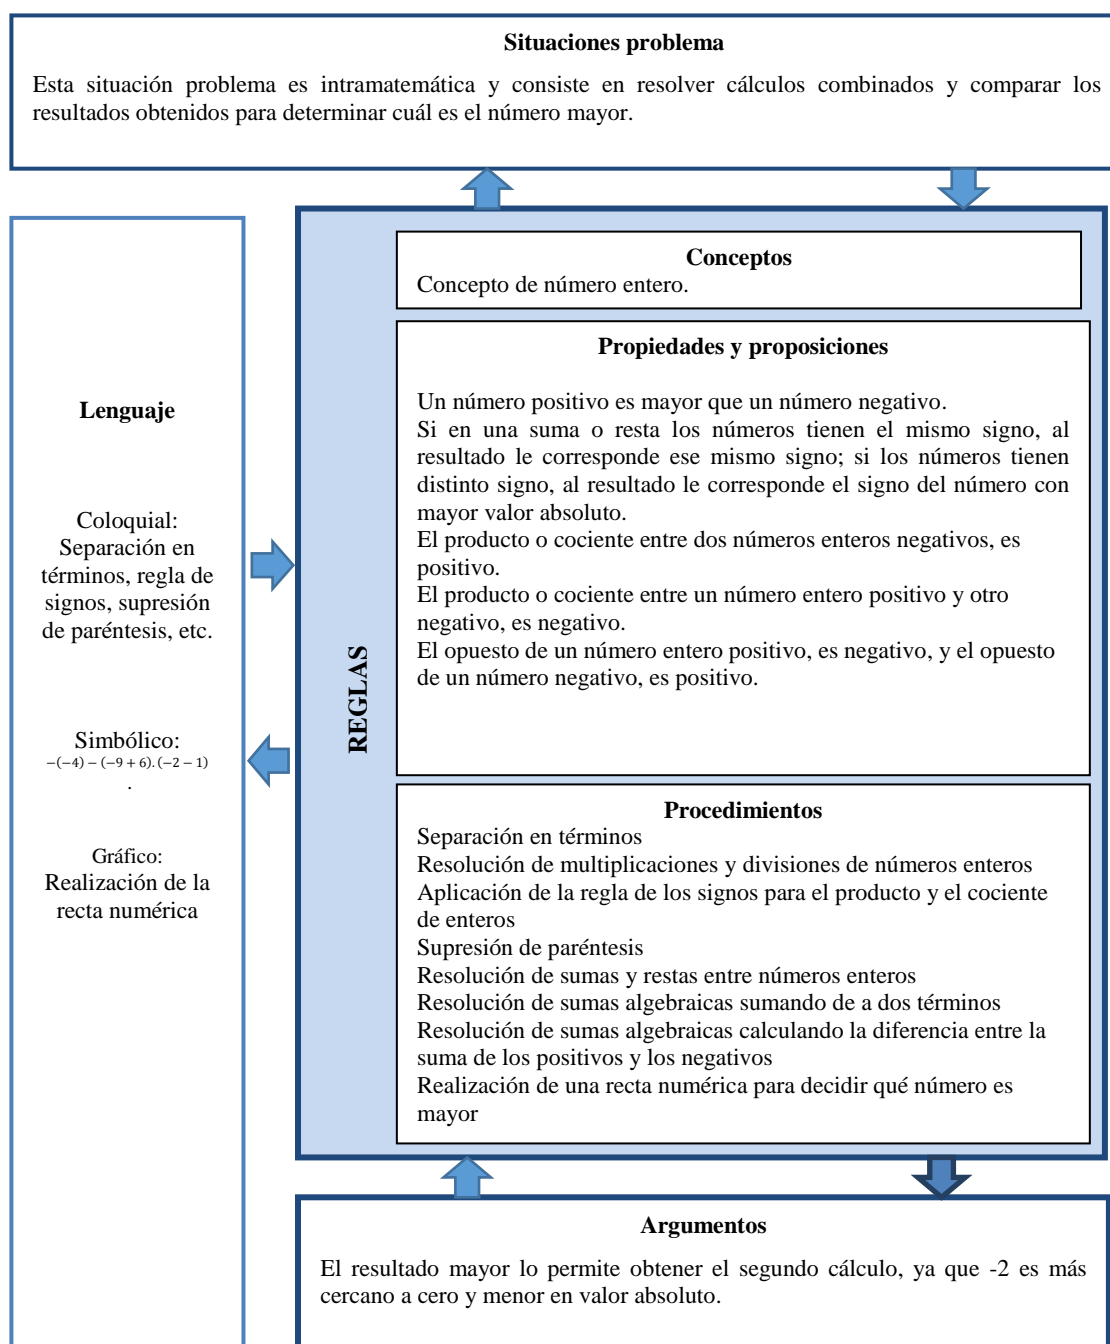 Situaciones problema
Esta situación problema es intramatemática y consiste en resolver cálculos combinados y comparar los
resultados obtenidos para determinar cuál es el número mayor.
Lenguaje
Coloquial:
Separación en
términos, regla de
signos, supresión
de paréntesis, etc.
Simbólico:
−(−4) − (−9 + 6).(−2 − 1)
.
Gráfico:
Realización de la
recta numérica
REGLAS
Conceptos
Concepto de número entero.
Propiedades y proposiciones
Un número positivo es mayor que un número negativo.
Si en una suma o resta los números tienen el mismo signo, al
resultado le corresponde ese mismo signo; si los números tienen
distinto signo, al resultado le corresponde el signo del número con
mayor valor absoluto.
El producto o cociente entre dos números enteros negativos, es
positivo.
El producto o cociente entre un número entero positivo y otro
negativo, es negativo.
El opuesto de un número entero positivo, es negativo, y el opuesto
de un número negativo, es positivo.
Procedimientos
Separación en términos
Resolución de multiplicaciones y divisiones de números enteros
Aplicación de la regla de los signos para el producto y el cociente
de enteros
Supresión de paréntesis
Resolución de sumas y restas entre números enteros
Resolución de sumas algebraicas sumando de a dos términos
Resolución de sumas algebraicas calculando la diferencia entre la
suma de los positivos y los negativos
Realización de una recta numérica para decidir qué número es
mayor
Argumentos
El resultado mayor lo permite obtener el segundo cálculo, ya que -2 es más
cercano a cero y menor en valor absoluto.